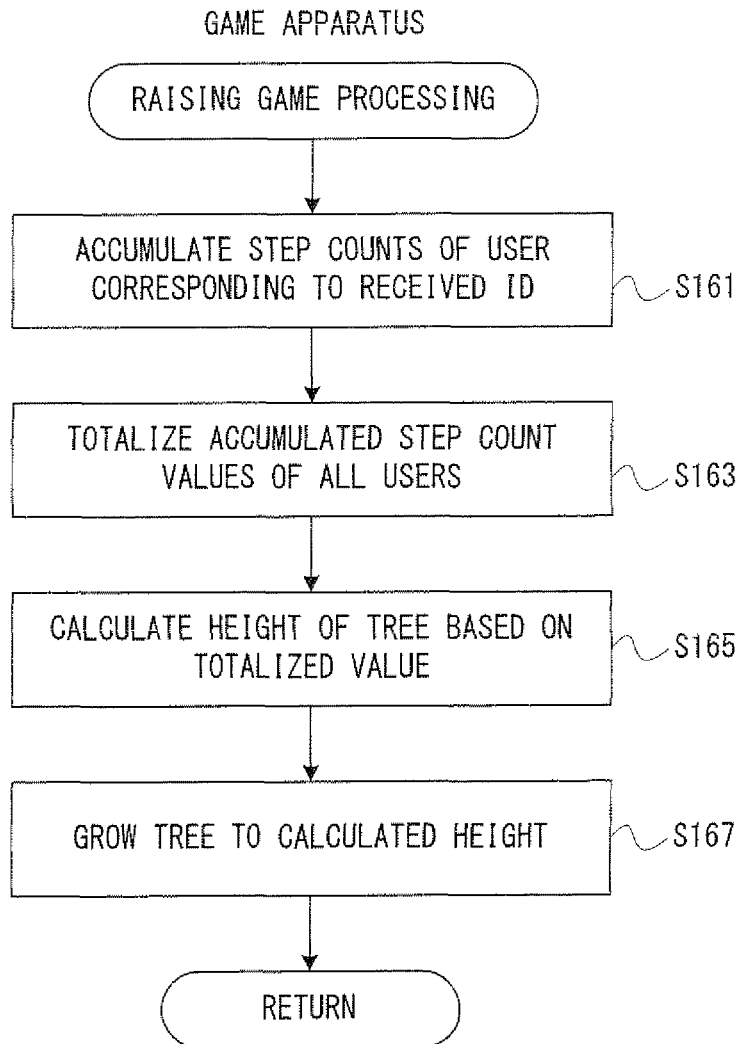 GAME APPARATUS
RAISING GAME PROCESSING
ACCUMULATE STEP COUNTS OF USER
CORRESPONDING TO RECEIVED ID
S161
TOTALIZE ACCUMULATED STEP COUNT
VALUES OF ALL USERS
S163
CALCULATE HEIGHT OF TREE BASED ON
TOTALIZED VALUE
S165
GROW TREE TO CALCULATED HEIGHT
S167
RETURN